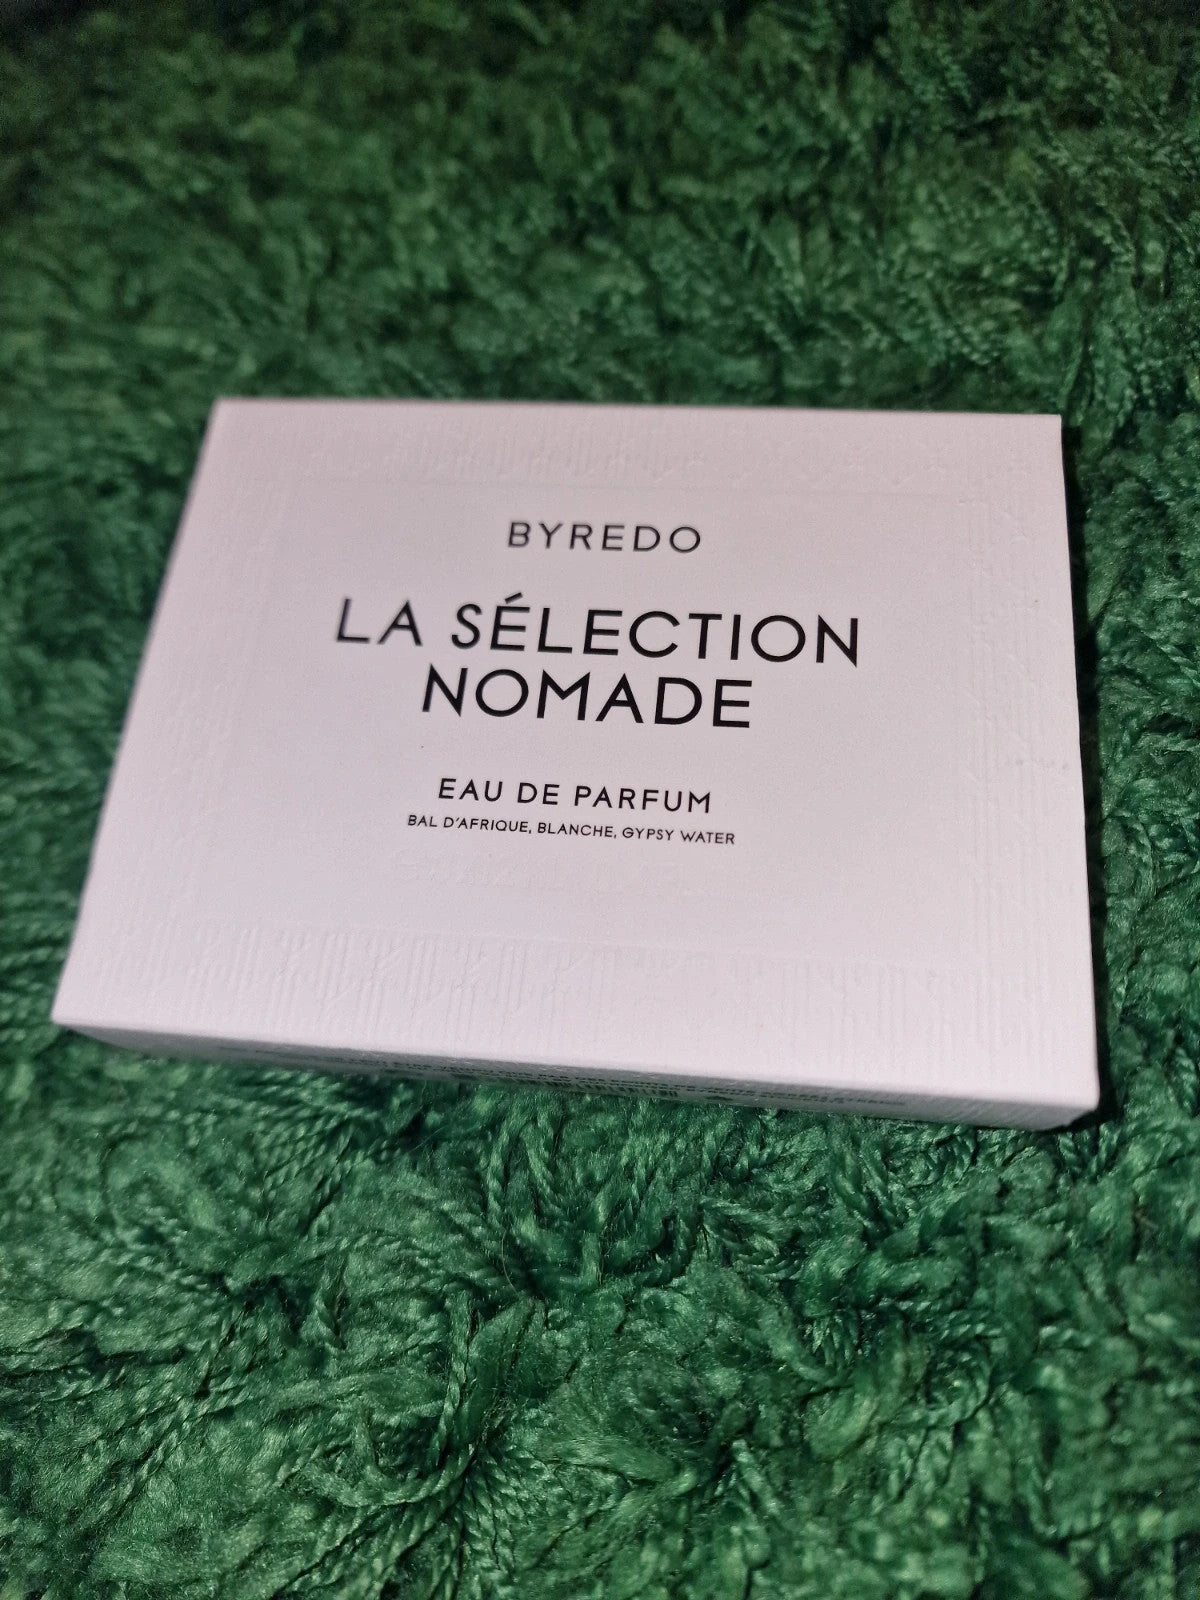 BYREDO
LA SÉLECTION
NOMADE
EAU DE PARFUM
BAL D'AFRIQUE, BLANCHE, GYPSY WATER